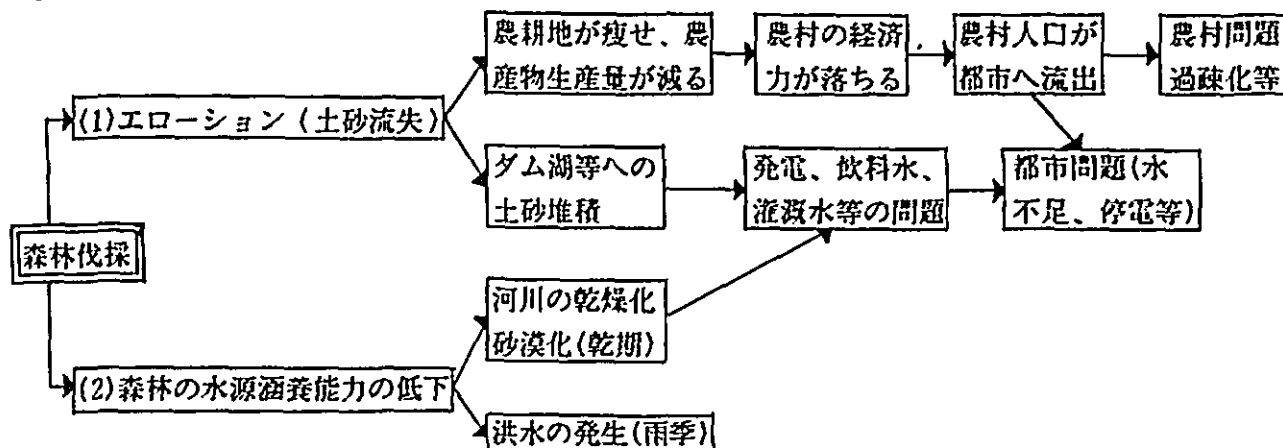 農耕地が痩せ、農
産物生産量が減る
農村の経済
力が落ちる
農村人口が
都市へ流出
農村問題
過疎化等
(1)エローション(土砂流失)
ダム湖等への
土砂堆積
発電、飲料水、
灌漑水等の問題
都市問題(水
不足、停電等)
森林伐採
河川の乾燥化
砂漠化(乾期)
(2)森林の水源涵養能力の低下
洪水の発生(雨季)